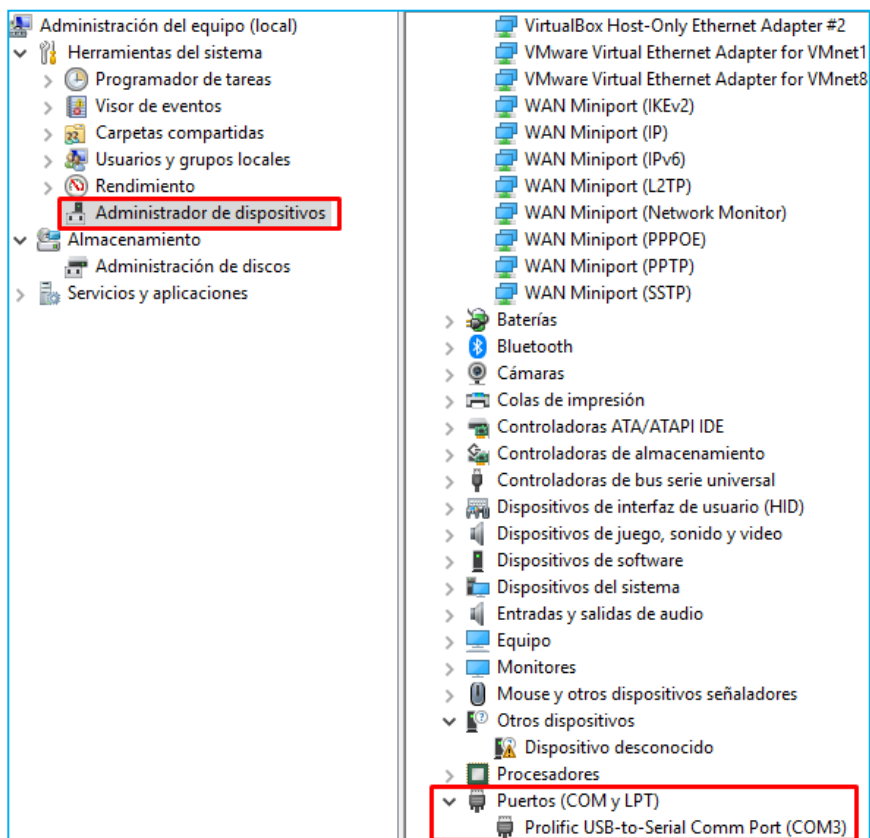 Administración del equipo (local)
Herramientas del sistema
Programador de tareas
Visor de eventos
Carpetas compartidas
Usuarios y grupos locales
Rendimiento
Administrador de dispositivos
Almacenamiento
Administración de discos
Servicios y aplicaciones
VirtualBox Host-Only Ethernet Adapter #2
VMware Virtual Ethernet Adapter for VMnet1
VMware Virtual Ethernet Adapter for VMnet8
WAN Miniport (IKEv2)
WAN Miniport (IP)
WAN Miniport (IPv6)
WAN Miniport (L2TP)
WAN Miniport (Network Monitor)
WAN Miniport (PPPOE)
WAN Miniport (PPTP)
WAN Miniport (SSTP)
Baterías
Bluetooth
Cámaras
Colas de impresión
Controladoras ATA/ATAPI IDE
Controladoras de almacenamiento
Controladoras de bus serie universal
Dispositivos de interfaz de usuario (HID)
Dispositivos de juego, sonido y video
Dispositivos de software
Dispositivos del sistema
Entradas y salidas de audio
Equipo
Monitores
Mouse y otros dispositivos señaladores
Otros dispositivos
Dispositivo desconocido
Procesadores
Puertos (COM y LPT)
Prolific USB-to-Serial Comm Port (COM3)